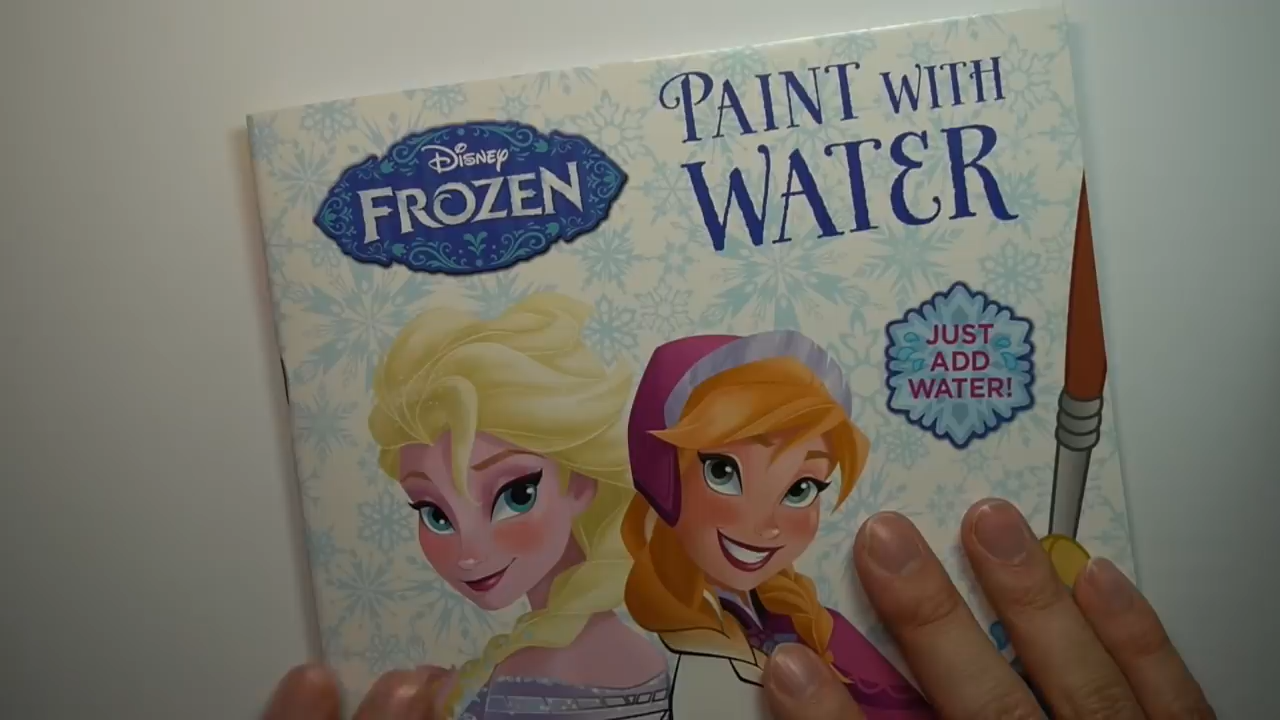 Disney
FROZEN
PAINT WITH
WATER
JUST
ADD
WATER!